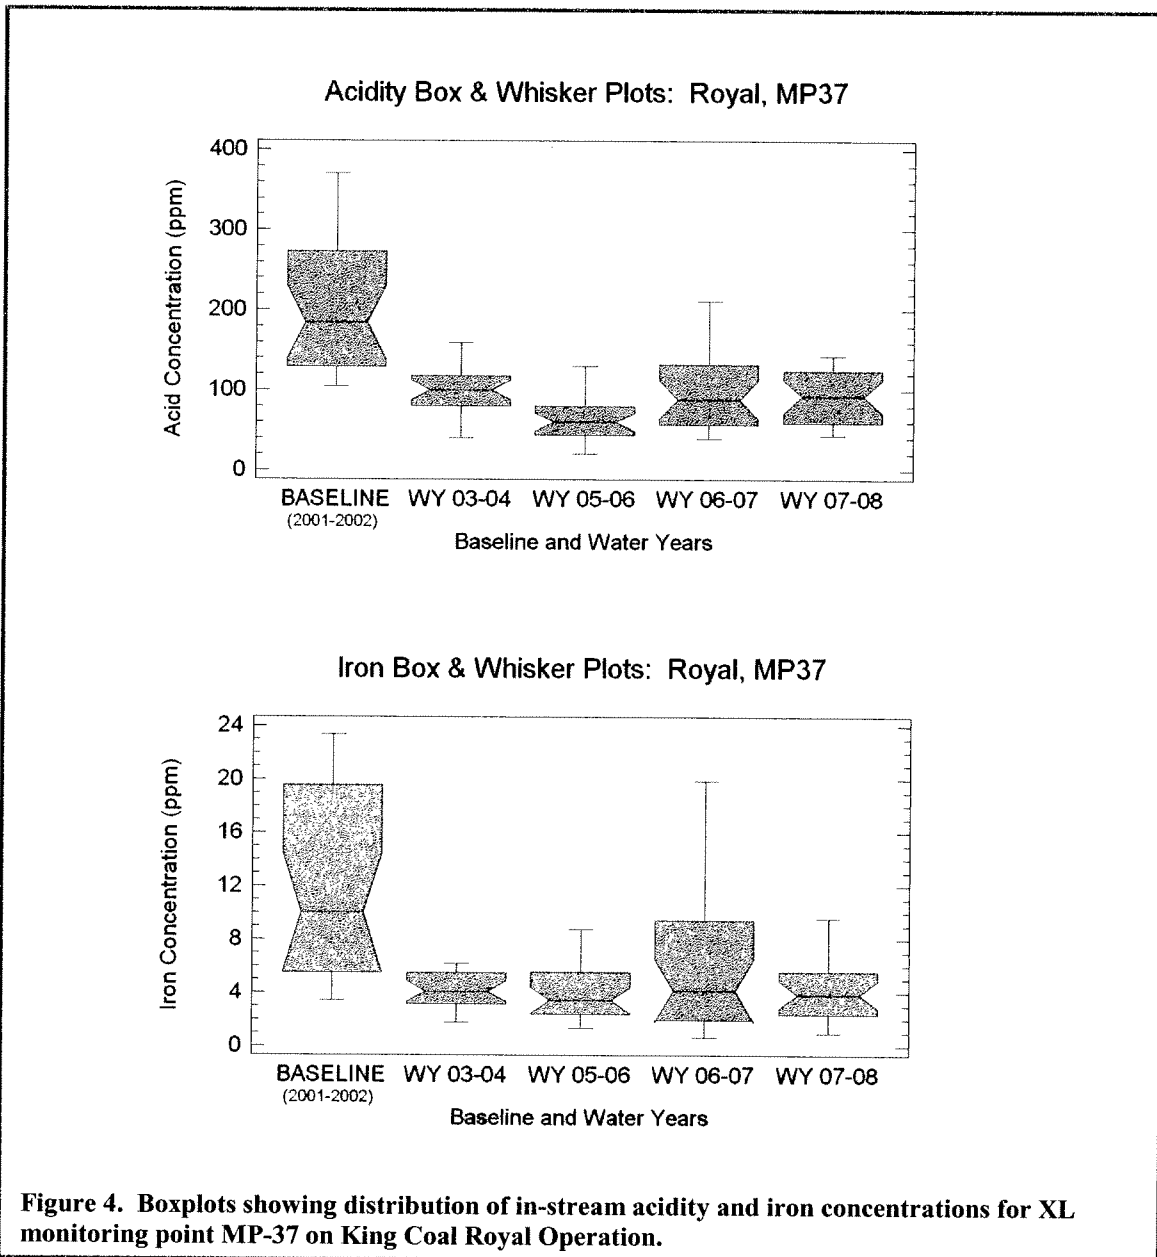 Acidity Box & Whisker Plots: Royal, MP37
Acid Concentration (ppm)
400
300
200
100
0
BASELINE WY 03-04 WY 05-06 WY 06-07 WY 07-08
(2001-2002)
Baseline and Water Years
Iron Box & Whisker Plots: Royal, MP37
Iron Concentration (ppm)
24
20
16
12
8
4
0
BASELINE WY 03-04 WY 05-06 WY 06-07 WY 07-08
(2001-2002)
Baseline and Water Years
Figure 4. Boxplots showing distribution of in-stream acidity and iron concentrations for XL
monitoring point MP-37 on King Coal Royal Operation.